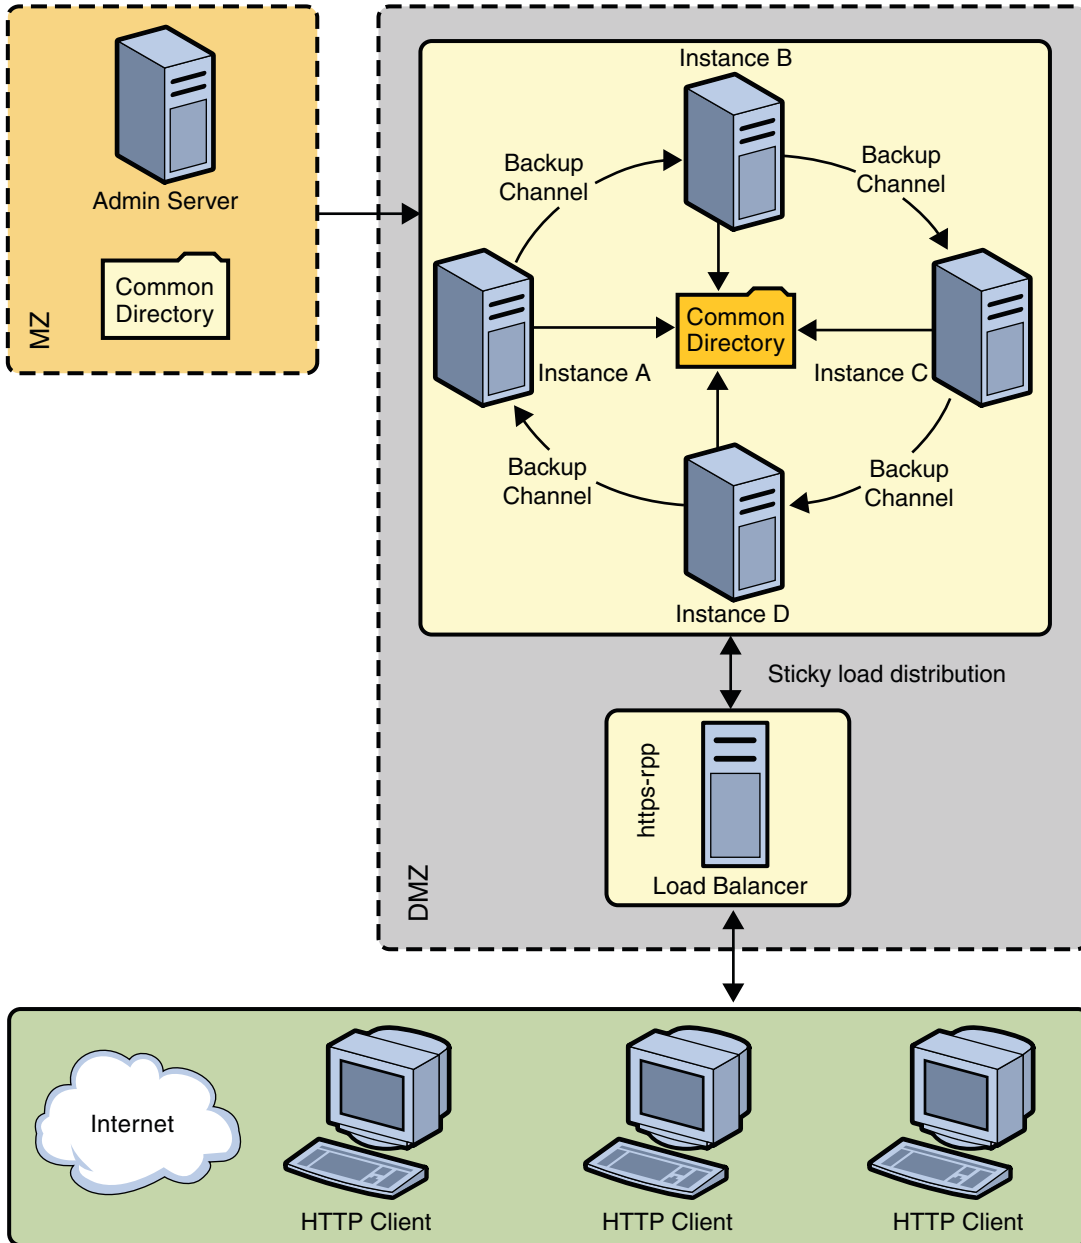 Admin Server
Common
Directory
MZ
Instance B
Backup
Channel
Backup
Channel
Common
Directory
Instance A
Instance C
Backup
Channel
Backup
Channel
Instance D
Sticky load distribution
https-rpp
Load Balancer
DMZ
Internet
HTTP Client
HTTP Client
HTTP Client